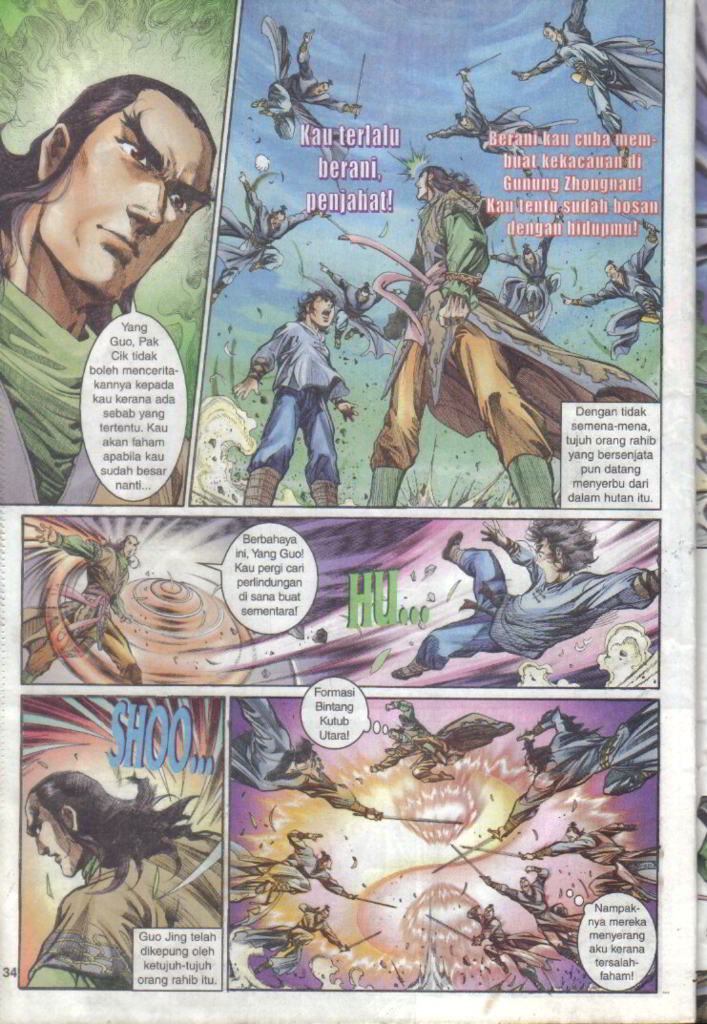 Yang
Guo, Pak
Cik tidak
boleh mencerita-
kannya kepada
kau kerana ada
sebab yang
tertentu. Kau
akan faham
apabila kau
sudah besar
nanti...
Kau terlalu
berani,
penjahat!
Berani kau cuba mem-
buat kekacauan di
Gunung Zhongnan!
Kau tentu sudah bosan
dengan hidupmu!
Dengan tidak
semena-mena,
tujuh orang rahib
yang bersenjata
pun datang
menyerbu dari
dalam hutan itu.
Berbahaya
ini, Yang Guo!
Kau pergi cari
perlindungan
di sana buat
sementara!
HU...
SHOO...
Guo Jing telah
dikepung oleh
ketujuh-tujuh
orang rahib itu.
Formasi
Bintang
Kutub
Utara!
Nampak-
nya mereka
menyerang
aku kerana
tersalah-
faham!
34